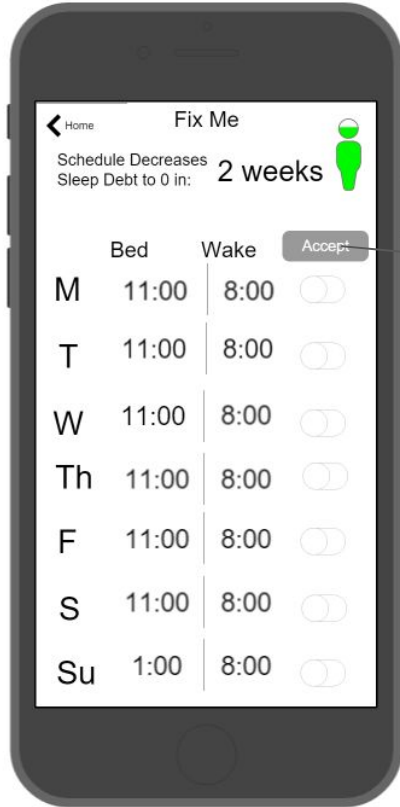 Home Fix Me
Schedule Decreases
Sleep Debt to 0 in: 2 weeks
Bed Wake Accept
M 11:00 8:00
T 11:00 8:00
W 11:00 8:00
Th 11:00 8:00
F 11:00 8:00
S 11:00 8:00
Su 1:00 8:00